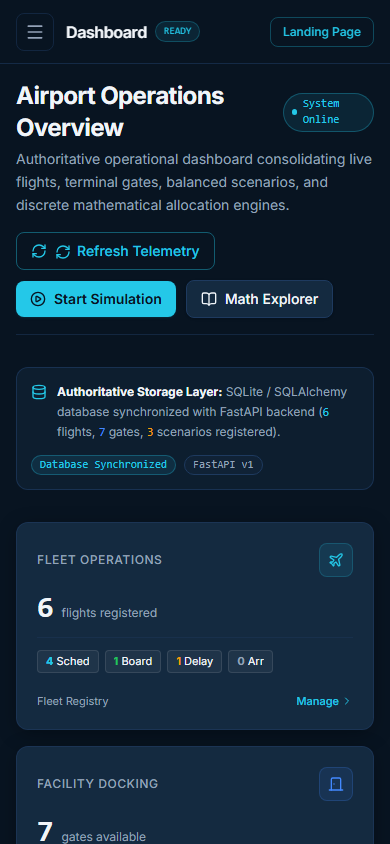 Dashboard READY Landing Page
Airport Operations
Overview
System
Online
Authoritative operational dashboard consolidating live
flights, terminal gates, balanced scenarios, and
discrete mathematical allocation engines.
Refresh Telemetry
Start Simulation Math Explorer
Authoritative Storage Layer: SQLite / SQLAlchemy
database synchronized with FastAPI backend (6
flights, 7 gates, 3 scenarios registered).
Database Synchronized FastAPI v1
FLEET OPERATIONS
6 flights registered
4 Sched 1 Board 1 Delay 0 Arr
Fleet Registry Manage
FACILITY DOCKING
7 gates available